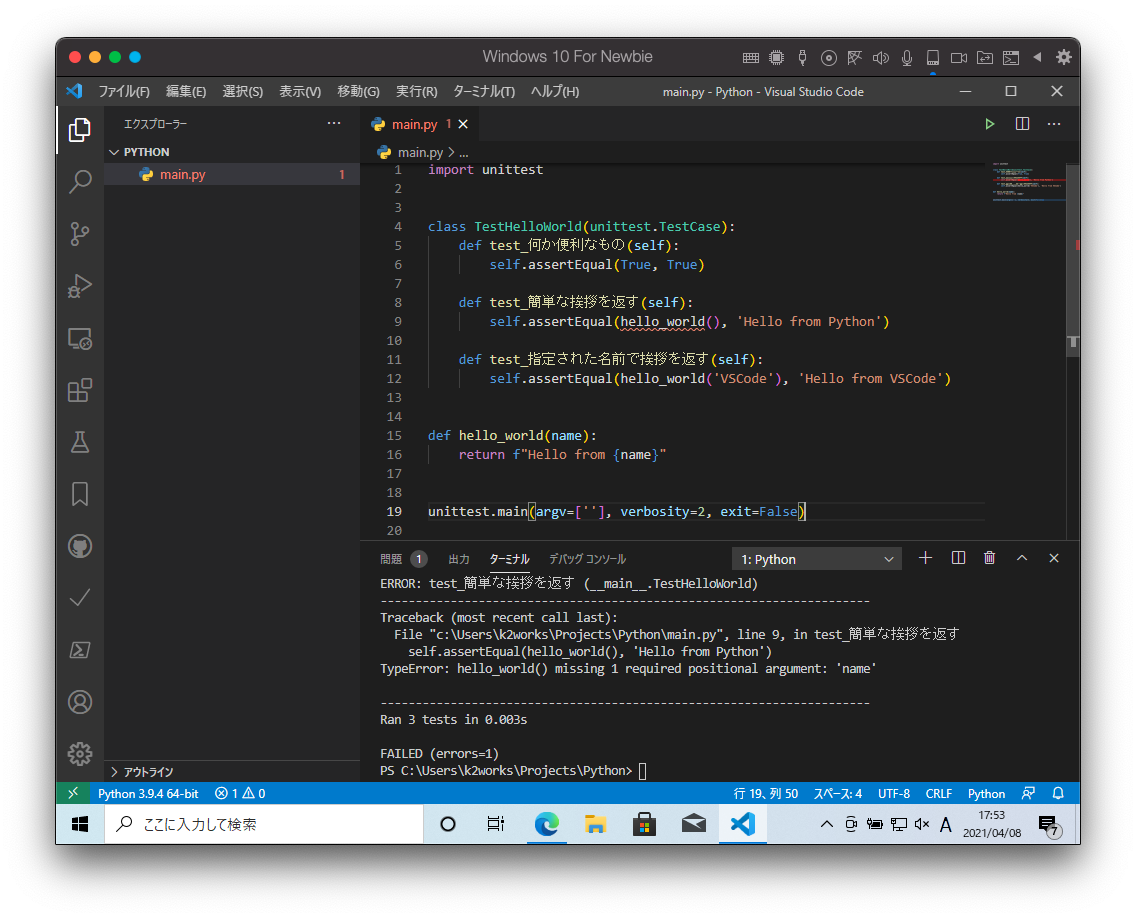 Windows 10 For Newbie
ファイル(F) 編集(E) 選択(S) 表示(V) 移動(G) 実行(R) ターミナル(T) ヘルプ(H) main.py - Python - Visual Studio Code
エクスプローラー ... main.py 1 ...
PYTHON main.py > ...
main.py 1
1 import unittest
2
3
4 class TestHelloWorld(unittest.TestCase):
5 def test_何か便利なもの(self):
6 self.assertEqual(True, True)
7
8 def test_簡単な挨拶を返す(self):
9 self.assertEqual(hello_world(), 'Hello from Python')
10
11 def test_指定された名前で挨拶を返す(self):
12 self.assertEqual(hello_world('VSCode'), 'Hello from VSCode')
13
14
15 def hello_world(name):
16 return f"Hello from {name}"
17
18
19 unittest.main(argv=[''], verbosity=2, exit=False)
20
問題 1 出力 ターミナル デバッグ コンソール 1: Python
ERROR: test_簡単な挨拶を返す (__main__.TestHelloWorld)
----------------------------------------------------------------------
Traceback (most recent call last):
File "c:\Users\k2works\Projects\Python\main.py", line 9, in test_簡単な挨拶を返す
self.assertEqual(hello_world(), 'Hello from Python')
TypeError: hello_world() missing 1 required positional argument: 'name'
----------------------------------------------------------------------
Ran 3 tests in 0.003s
FAILED (errors=1)
PS C:\Users\k2works\Projects\Python>
アウトライン
Python 3.9.4 64-bit 1 0 行 19、列 50 スペース: 4 UTF-8 CRLF Python
ここに入力して検索 A 17:53
2021/04/08 7